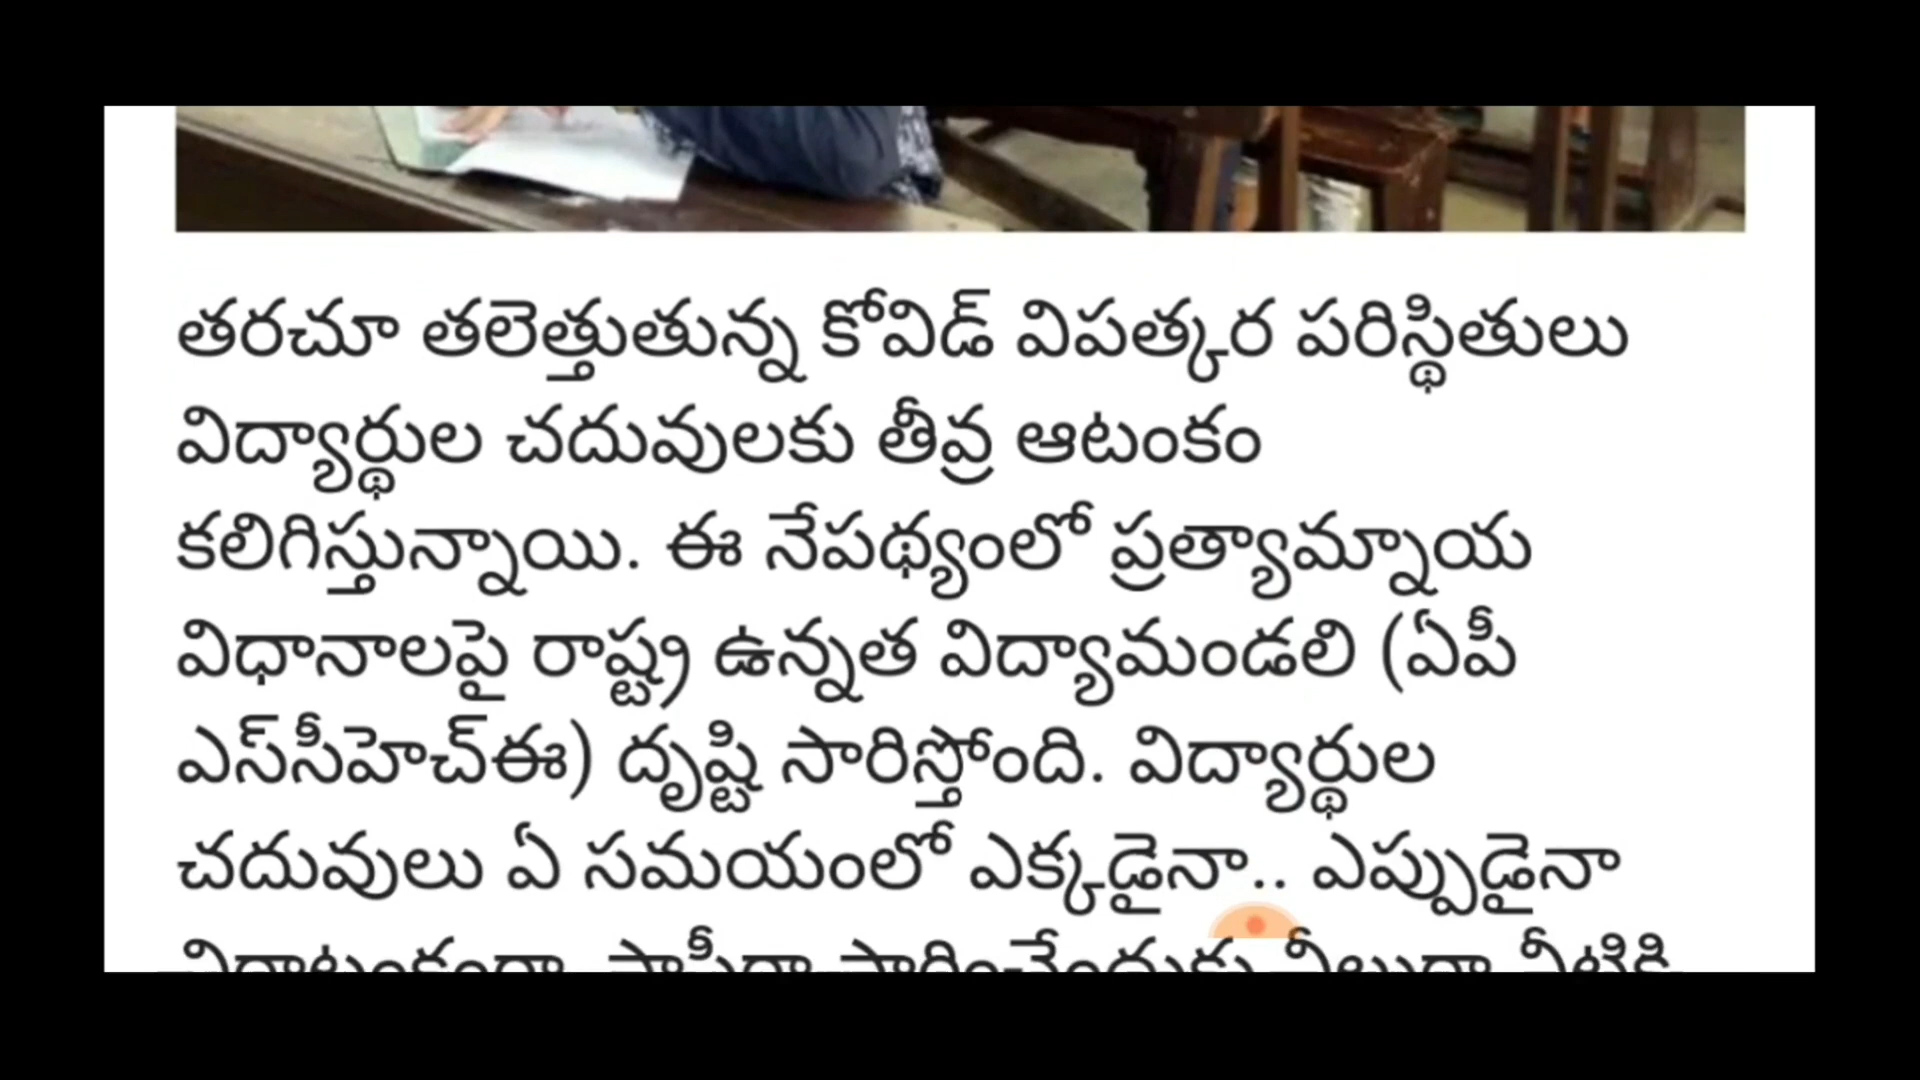 తరచూ తలెత్తుతున్న కోవిడ్ విపత్కర పరిస్థితులు
విద్యార్థుల చదువులకు తీవ్ర ఆటంకం
కలిగిస్తున్నాయి. ఈ నేపథ్యంలో ప్రత్యామ్నాయ
విధానాలపై రాష్ట్ర ఉన్నత విద్యామండలి (ఏపీ
ఎస్‌సీహెచ్‌ఈ) దృష్టి సారిస్తోంది. విద్యార్థుల
చదువులు ఏ సమయంలో ఎక్కడైనా.. ఎప్పుడైనా